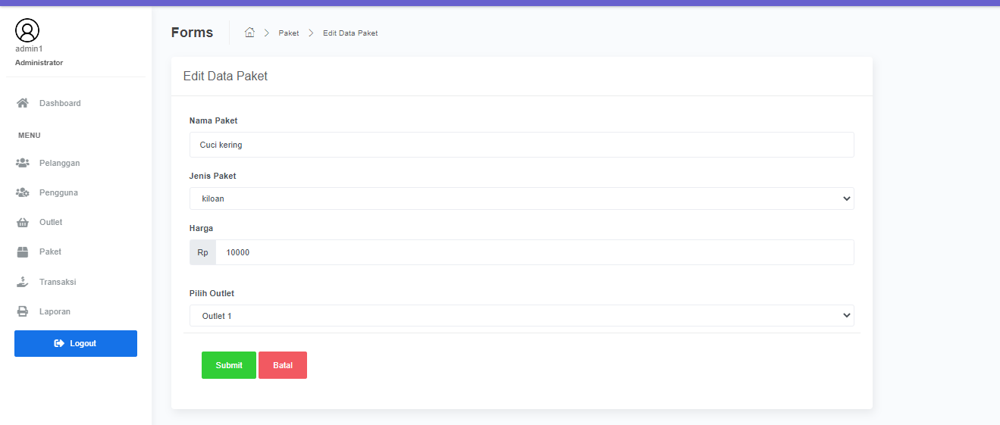 admin1
Administrator
Dashboard
MENU
Pelanggan
Pengguna
Outlet
Paket
Transaksi
Laporan
Logout
Forms
Paket
Edit Data Paket
Edit Data Paket
Nama Paket
Cuci kering
Jenis Paket
kiloan
Harga
Rp 10000
Pilih Outlet
Outlet 1
Submit Batal